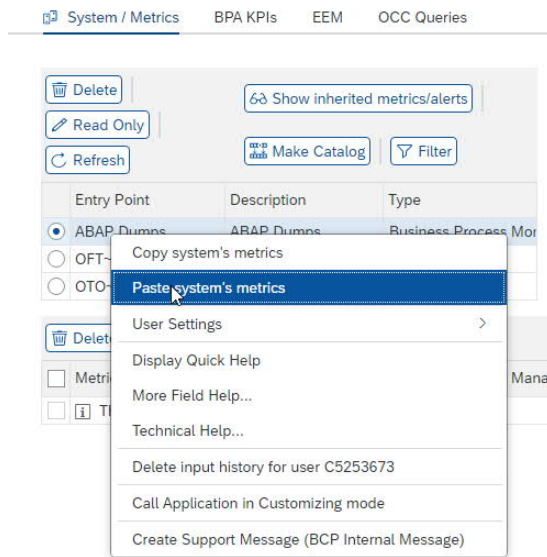 System / Metrics BPA KPIs EEM OCC Queries
Delete
Show inherited metrics/alerts
Read Only
Make Catalog Filter
Refresh
Entry Point Description Type
ABAP Dumps ABAP Dumps Business Process Mor
OFT~
OTO~
Copy system's metrics
Paste system's metrics
User Settings
Display Quick Help
More Field Help...
Technical Help...
Delete input history for user C5253673
Call Application in Customizing mode
Create Support Message (BCP Internal Message)
Delet
Metri Mana